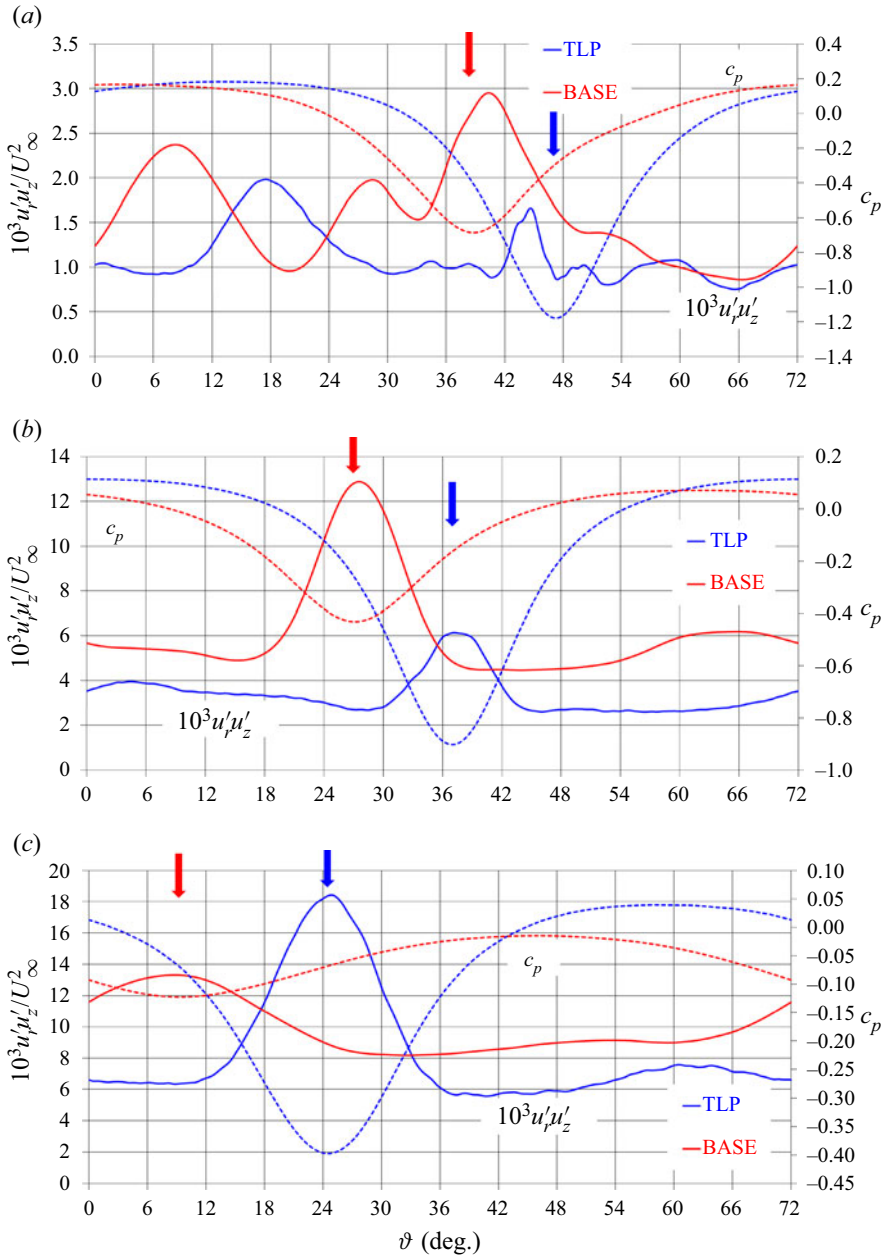 (a)
3.5
3.0
2.5
2.0
1.5
1.0
0.5
0.0
10³u′ᵣu′_z/U²_∞
TLP
BASE
c_p
10³u′ᵣu′_z
0.4
0.2
0.0
–0.2
–0.4
–0.6
–0.8
–1.0
–1.2
–1.4
c_p
0 6 12 18 24 30 36 42 48 54 60 66 72
(b)
14
12
10
8
6
4
2
0
10³u′ᵣu′_z/U²_∞
c_p
TLP
BASE
10³u′ᵣu′_z
0.2
0.0
–0.2
–0.4
–0.6
–0.8
–1.0
c_p
0 6 12 18 24 30 36 42 48 54 60 66 72
(c)
20
18
16
14
12
10
8
6
4
2
0
10³u′ᵣu′_z/U²_∞
c_p
10³u′ᵣu′_z
TLP
BASE
0.10
0.05
0.00
–0.05
–0.10
–0.15
–0.20
–0.25
–0.30
–0.35
–0.40
–0.45
c_p
0 6 12 18 24 30 36 42 48 54 60 66 72
ϑ (deg.)